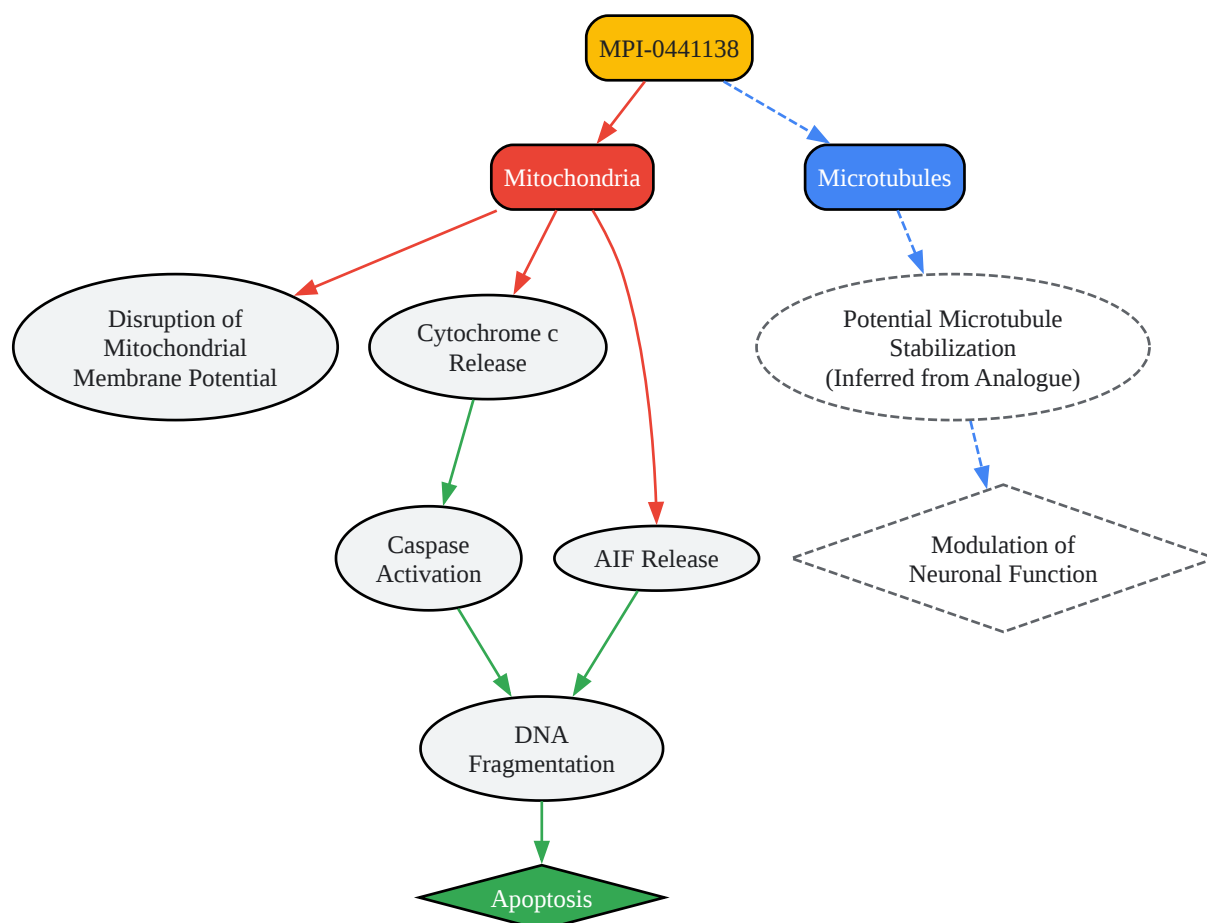 MPI-0441138
Mitochondria
Microtubules
Disruption of
Mitochondrial
Membrane Potential
Cytochrome c
Release
Potential Microtubule
Stabilization
(Inferred from Analogue)
Caspase
Activation
AIF Release
Modulation of
Neuronal Function
DNA
Fragmentation
Apoptosis